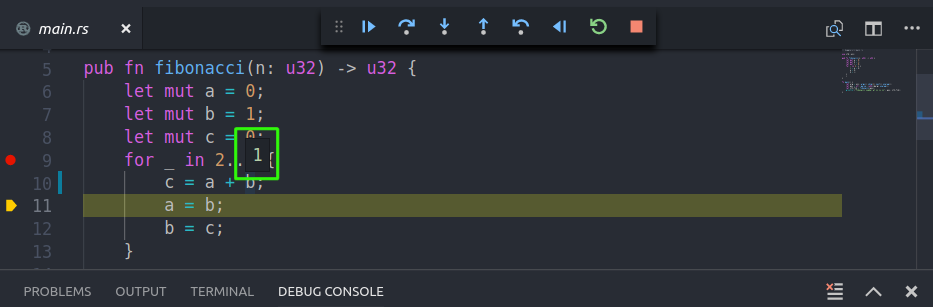 main.rs
5 pub fn fibonacci(n: u32) -> u32 {
6 let mut a = 0;
7 let mut b = 1;
8 let mut c = 0;
9 for _ in 2.. {
1
10 c = a + b;
11 a = b;
12 b = c;
13 }
PROBLEMS OUTPUT TERMINAL DEBUG CONSOLE